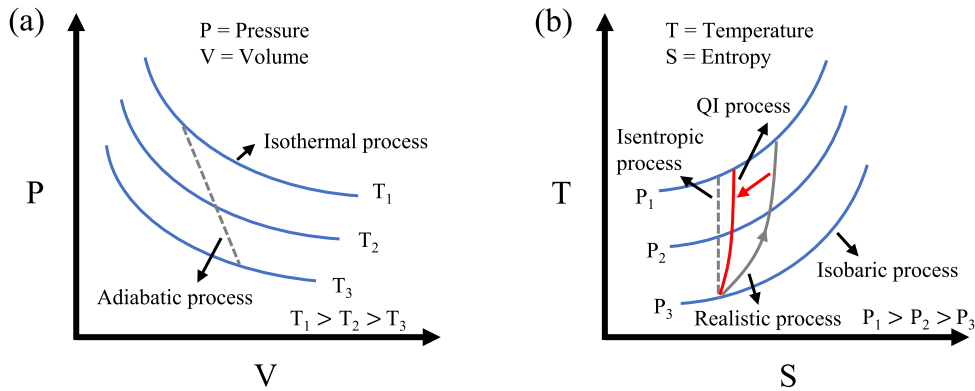 (a)
P = Pressure
V = Volume
Isothermal process
P
T₁
T₂
T₃
Adiabatic process
T₁ > T₂ > T₃
V
(b)
T = Temperature
S = Entropy
QI process
Isentropic
process
T
P₁
P₂
P₃
Isobaric process
Realistic process
P₁ > P₂ > P₃
S